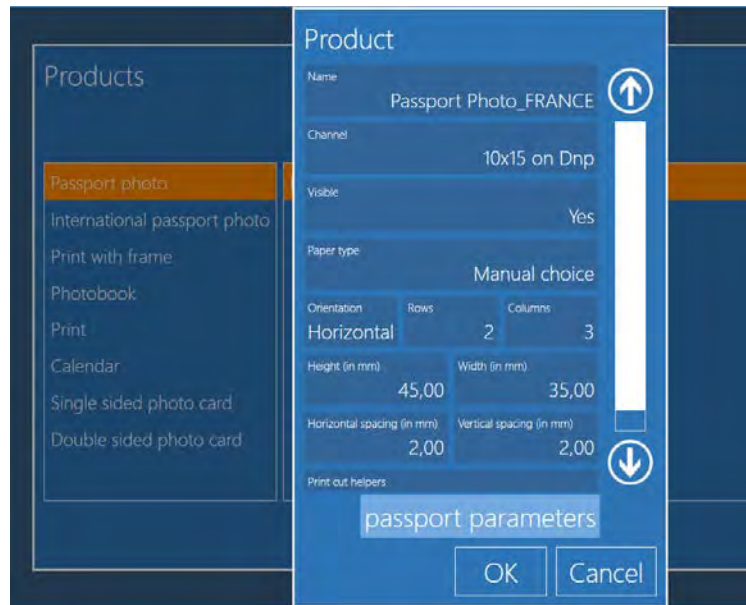 Products
Passport photo
International passport photo
Print with frame
Photobook
Print
Calendar
Single sided photo card
Double sided photo card
Product
Name
Passport Photo_FRANCE
Channel
10x15 on Dnp
Visible
Yes
Paper type
Manual choice
Orientation Rows Columns
Horizontal 2 3
Height (in mm) Width (in mm)
45,00 35,00
Horizontal spacing (in mm) Vertical spacing (in mm)
2,00 2,00
Print cut helpers
passport parameters
OK Cancel